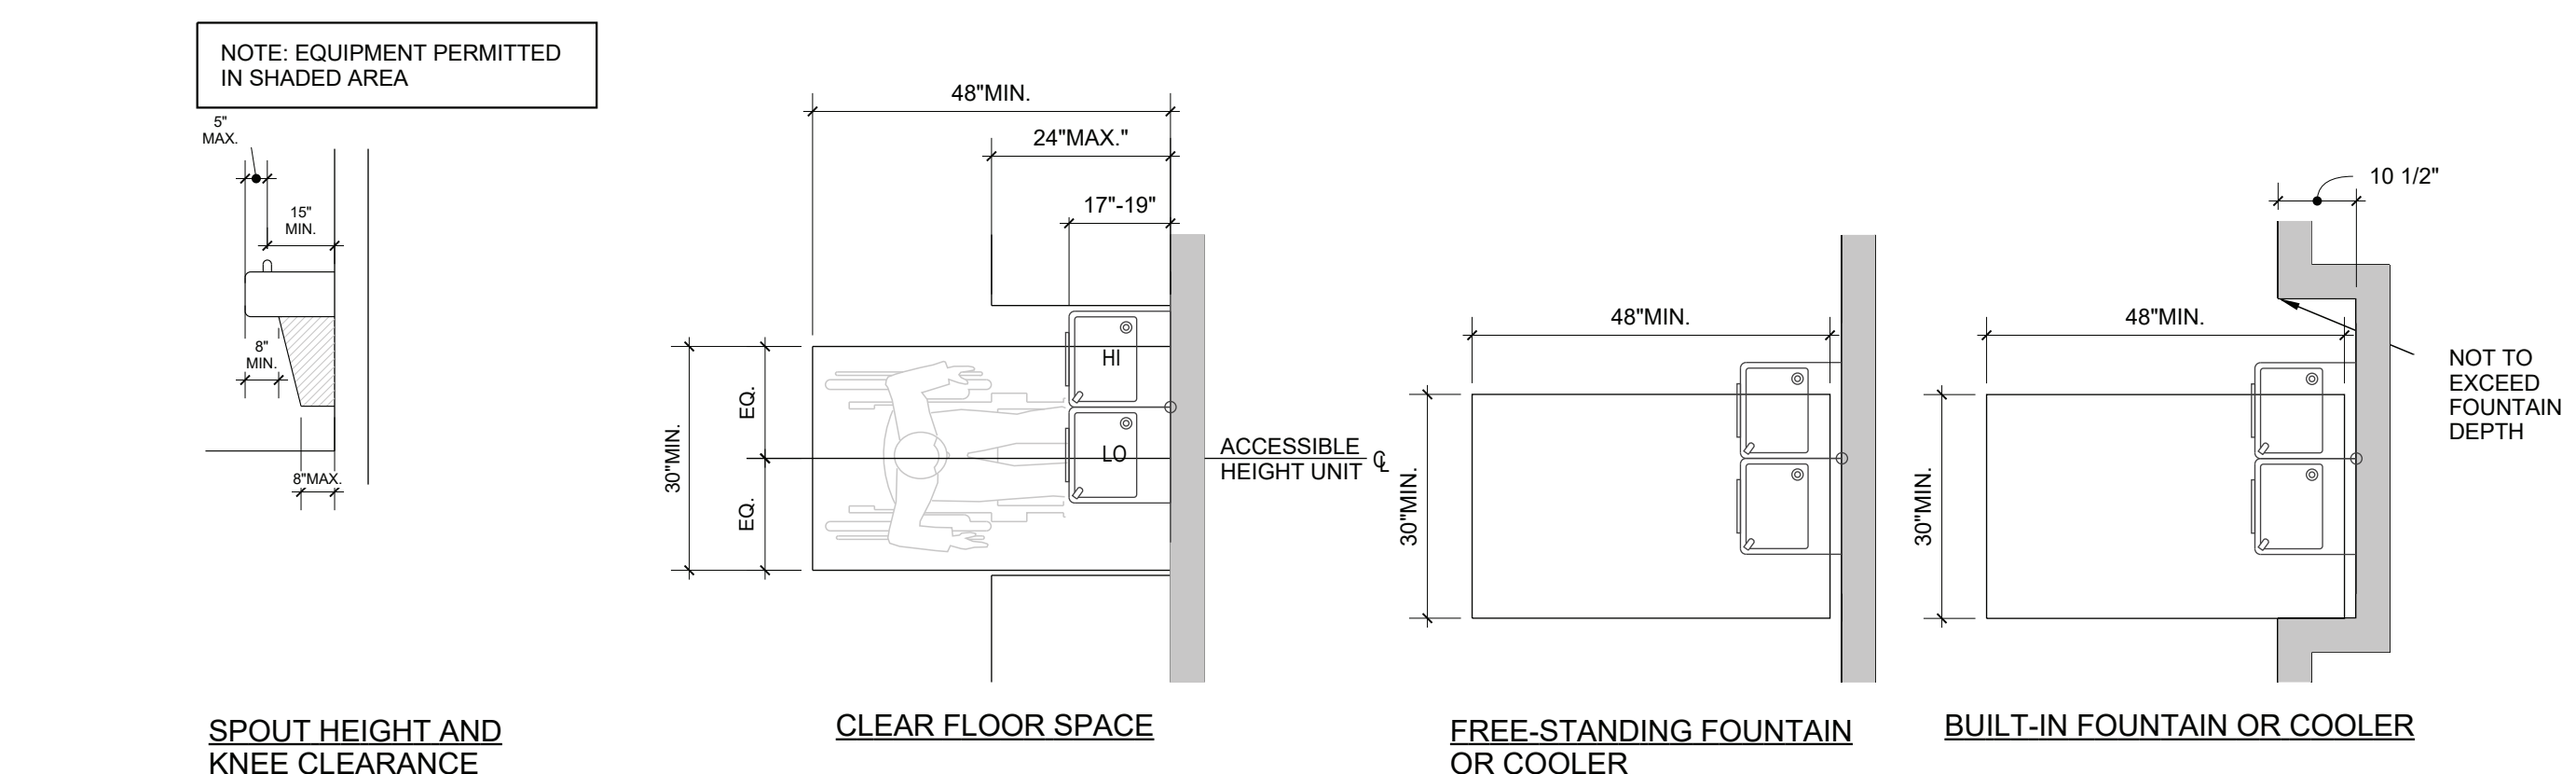 NOTE: EQUIPMENT PERMITTED
IN SHADED AREA
5"
MAX.
15"
MIN.
8"
MIN.
8"MAX.
SPOUT HEIGHT AND
KNEE CLEARANCE
48"MIN.
24"MAX."
17"-19"
HI
LO
EQ.
EQ.
30"MIN.
ACCESSIBLE
HEIGHT UNIT ℄
CLEAR FLOOR SPACE
48"MIN.
30"MIN.
FREE-STANDING FOUNTAIN
OR COOLER
10 1/2"
48"MIN.
30"MIN.
NOT TO
EXCEED
FOUNTAIN
DEPTH
BUILT-IN FOUNTAIN OR COOLER